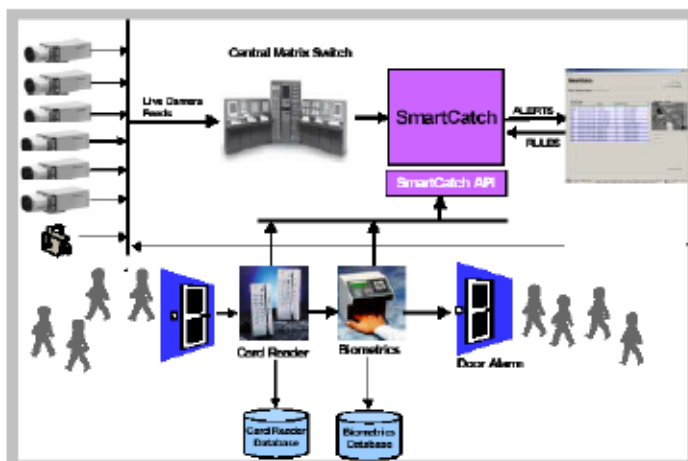 Central Matrix Switch
Live Camera
Feeds
SmartCatch
ALERTS
RULES
SmartCatch API
Card Reader
Biometrics
Door Alarm
Card Reader
Database
Biometrics
Database